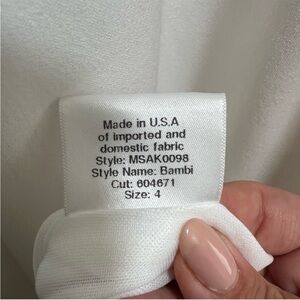 Made in U.S.A
of imported and
domestic fabric
Style: MSAK0098
Style Name: Bambi
Cut: 604671
Size: 4